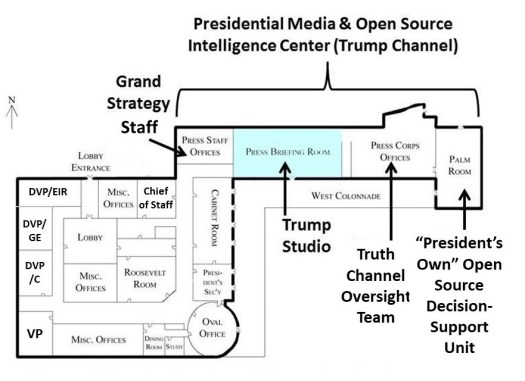 Presidential Media & Open Source
Intelligence Center (Trump Channel)
Grand
Strategy
Staff
N
PRESS STAFF
OFFICES
PRESS BRIEFING ROOM
PRESS CORPS
OFFICES
PALM
ROOM
LOBBY
ENTRANCE
DVP/EIR
MISC.
OFFICES
Chief
of Staff
CABINET ROOM
WEST COLONNADE
DVP/
GE
LOBBY
Trump
Studio
Truth
Channel
Oversight
Team
“President’s
Own” Open
Source
Decision-
Support
Unit
DVP
/C
MISC.
OFFICES
ROOSEVELT
ROOM
PRESI-
DENT'S
SEC'Y
OVAL
OFFICE
VP
MISC. OFFICES
DINING
ROOM
STUDY